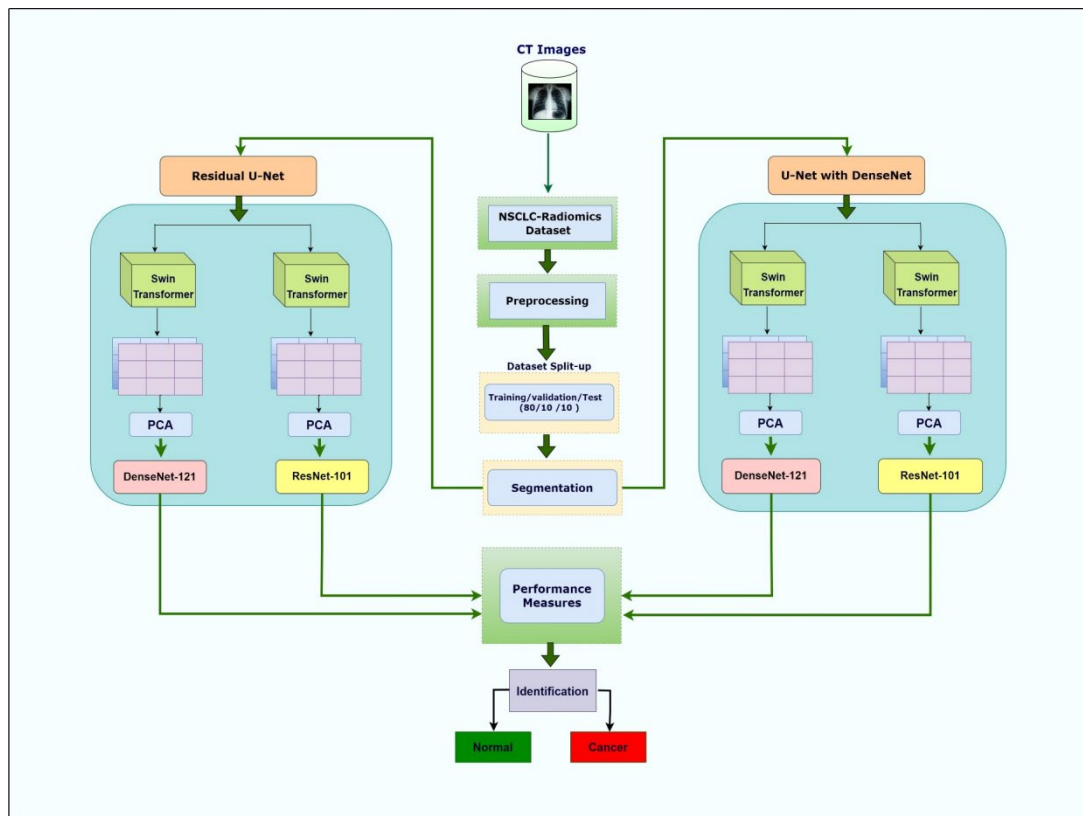 CT Images
NSCLC-Radiomics
Dataset
Preprocessing
Dataset Split-up
Training/validation/Test
(80/10 /10 )
Segmentation
Residual U-Net
Swin
Transformer
Swin
Transformer
PCA
PCA
DenseNet-121
ResNet-101
U-Net with DenseNet
Swin
Transformer
Swin
Transformer
PCA
PCA
DenseNet-121
ResNet-101
Performance
Measures
Identification
Normal
Cancer